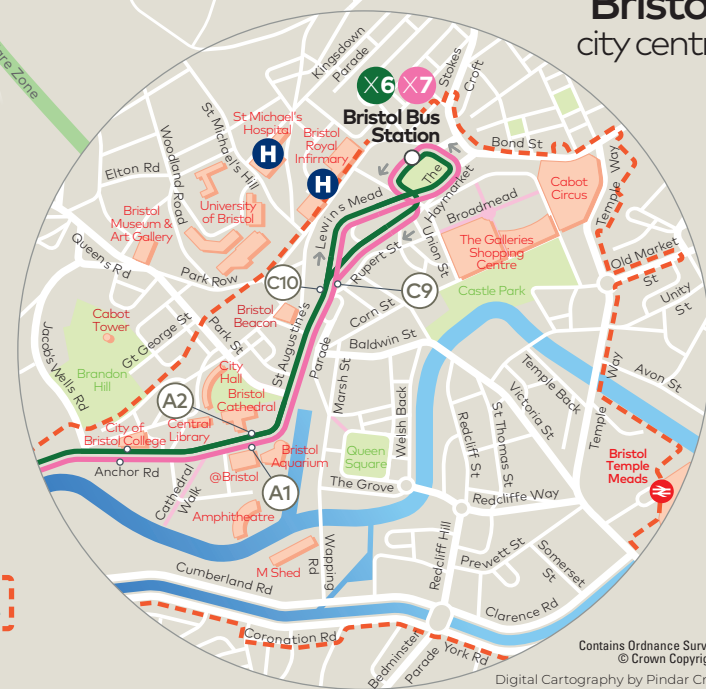 Bristo
city centr
are Zone
Kingsdown
Parade
Stokes
Croft
X6 X7
Bristol Bus
Station
St Michael's
Hospital
H
Bristol
Royal
Infirmary
H
Bond St
Woodland Road
St Michael's Hill
Elton Rd
University
of Bristol
Bristol
Museum &
Art Gallery
Queen's Rd
Park Row
Lewin's Mead
The
Haymarket
Union St
Broadmead
Cabot
Circus
Temple Way
The Galleries
Shopping
Centre
Old Market
St
Unity
St
Castle Park
Rupert St
C10
C9
Bristol
Beacon
Corn St
Baldwin St
Cabot
Tower
Brandon
Hill
Jacob's Wells Rd
Gt George St
Park St
St Augustine's
Parade
Marsh St
City
Hall
Bristol
Cathedral
A2
Central
Library
City of
Bristol College
Anchor Rd
Cathedral
Walk
@Bristol
Bristol
Aquarium
A1
Amphitheatre
M Shed
Queen
Square
Welsh Back
The Grove
Redcliff St
St Thomas St
Victoria St
Temple Back
Temple
Way
Avon St
Bristol
Temple
Meads
Redcliffe Way
Redcliff Hill
Prewett St
Somerset
St
Wapping
Rd
Cumberland Rd
Clarence Rd
Coronation Rd
Bedminster
Parade
York Rd
Contains Ordnance Surv
© Crown Copyrig
Digital Cartography by Pindar Cr